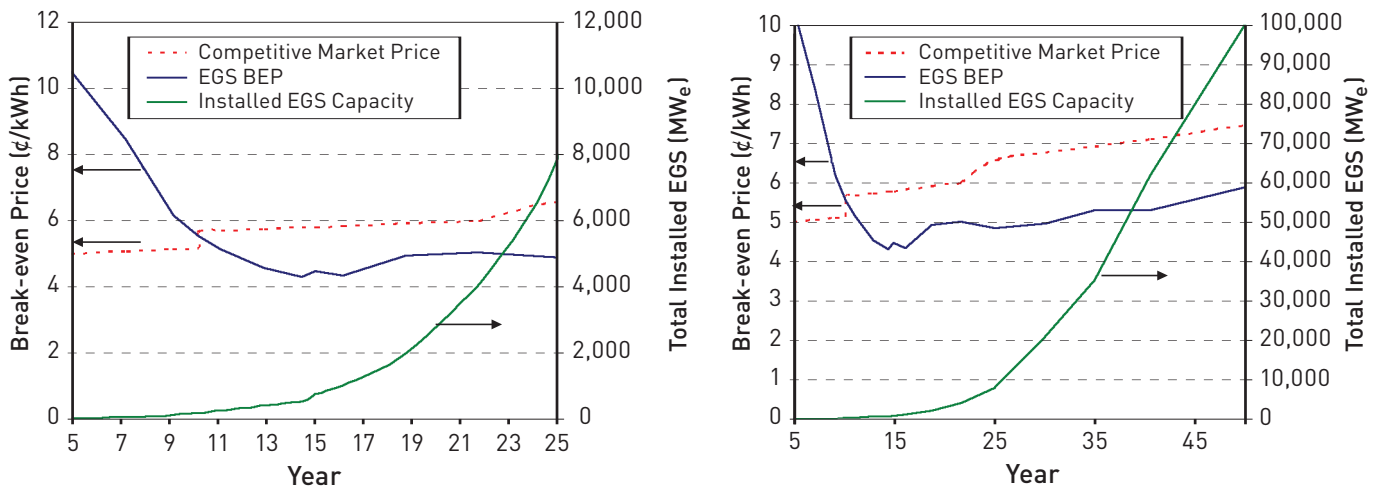 12
10
8
6
4
2
0
Break-even Price (¢/kWh)
Competitive Market Price
EGS BEP
Installed EGS Capacity
12,000
10,000
8,000
6,000
4,000
2,000
0
Total Installed EGS (MWe)
5 7 9 11 13 15 17 19 21 23 25
Year
10
9
8
7
6
5
4
3
2
1
0
Break-even Price (¢/kWh)
Competitive Market Price
EGS BEP
Installed EGS Capacity
100,000
90,000
80,000
70,000
60,000
50,000
40,000
30,000
20,000
10,000
0
Total Installed EGS (MWe)
5 15 25 35 45
Year